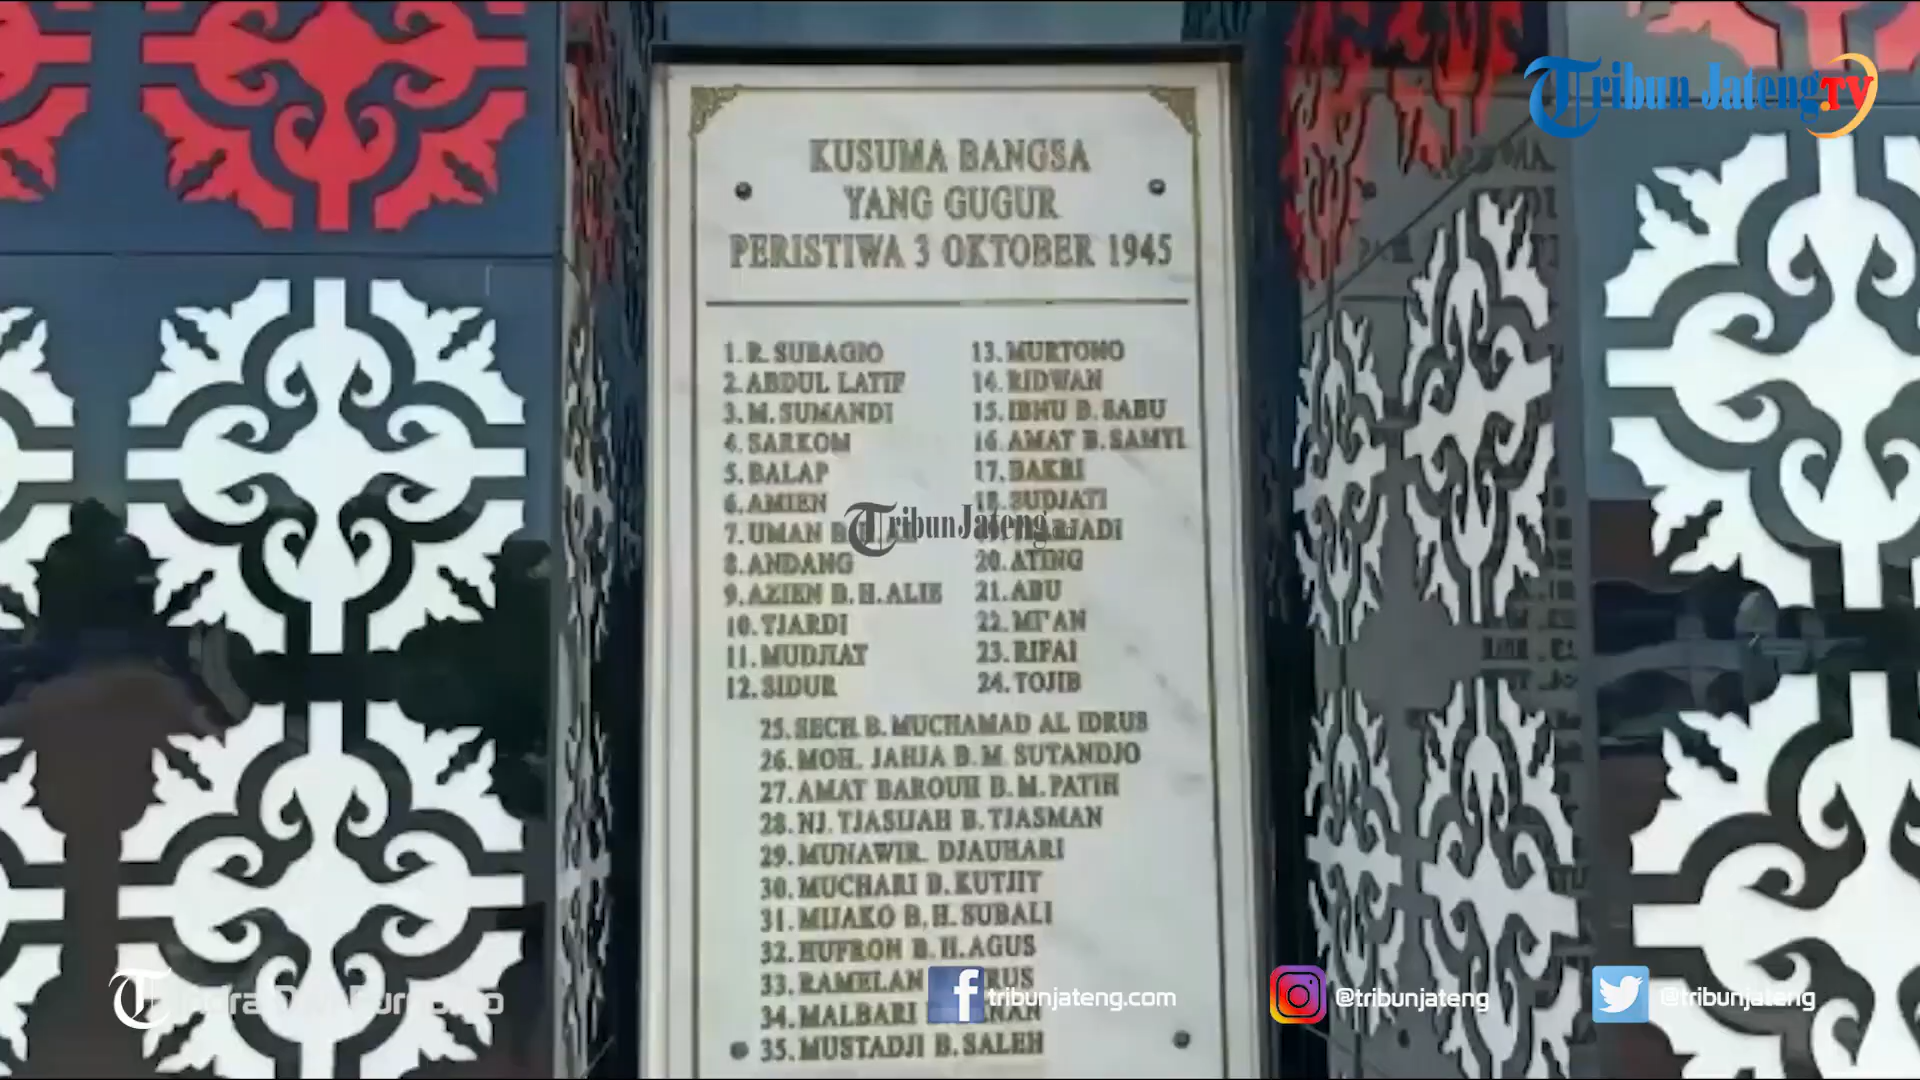 Tribun Jateng.TV
KUSUMA BANGSA
YANG GUGUR
PERISTIWA 3 OKTOBER 1945
1. R. SUBAGIO
2. ABDUL LATIF
3. M. SUMANDI
4. SARKOM
5. BALAP
6. AMIEN
7. UMAN B.
8. ANDANG
9. AZIEN B. H. ALIE
10. TJARDI
11. MUDJIAT
12. SIDUR
13. MURTONO
14. RIDWAN
15. IBNU B. SABU
16. AMAT B. SAMYL
17. BAKRI
18. SUDJATI
20. ATING
21. ABU
22. MI'AN
23. RIFAI
24. TOJIB
25. SECH B. MUCHAMAD AL IDRUS
26. MOH. JAHJA B. M. SUTANDJO
27. AMAT BAROUH B. M. PATIH
28. NJ. TJASIJAH B. TJASMAN
29. MUNAWIR. DJAUHARI
30. MUCHARI B. KUTJIT
31. MIJAKO B. H. SUBALI
32. HUFRON B. H. AGUS
33. RAMELAN
34. MALBARI
35. MUSTADJI B. SALEH
TribunJateng
tribunjateng.com
@tribunjateng
@tribunjateng